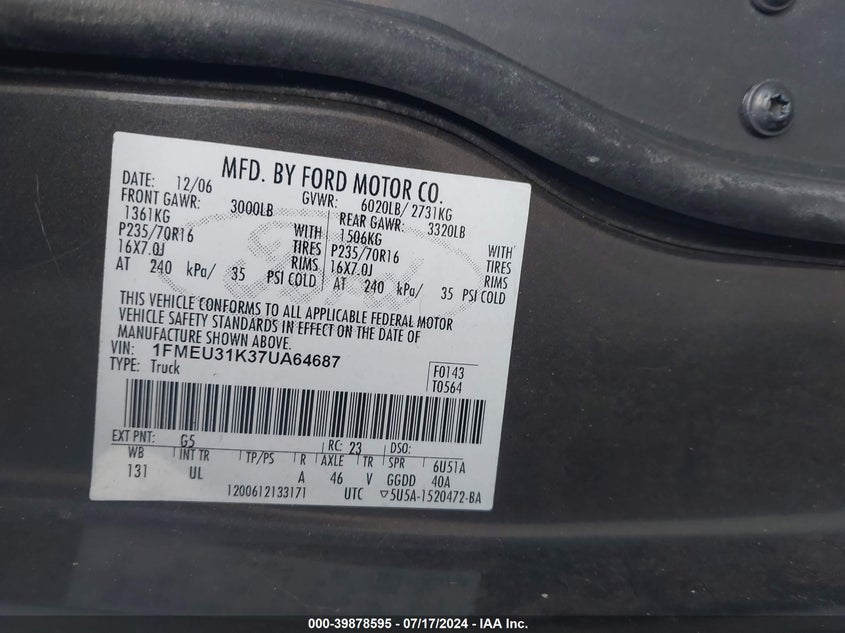 MFD. BY FORD MOTOR CO.
DATE: 12/06 GVWR: 6020LB/ 2731KG
FRONT GAWR: 3000LB REAR GAWR: 3320LB
1361KG WITH 1506KG WITH
P235/70R16 TIRES P235/70R16 TIRES
16X7.0J RIMS 16X7.0J RIMS
AT 240 kPa/ 35 PSI COLD AT 240 kPa/ 35 PSI COLD
Ford
THIS VEHICLE CONFORMS TO ALL APPLICABLE FEDERAL MOTOR
VEHICLE SAFETY STANDARDS IN EFFECT ON THE DATE OF
MANUFACTURE SHOWN ABOVE.
VIN: 1FMEU31K37UA64687
TYPE: Truck
F0143
T0564
EXT PNT: G5 RC: 23 DSO:
WB INT TR TP/PS R AXLE TR SPR 6U51A
131 UL A 46 V GGDD 40A
1200612133171 UTC ▽5U5A-1520472-BA
000-39878595 - 07/17/2024 - IAA Inc.